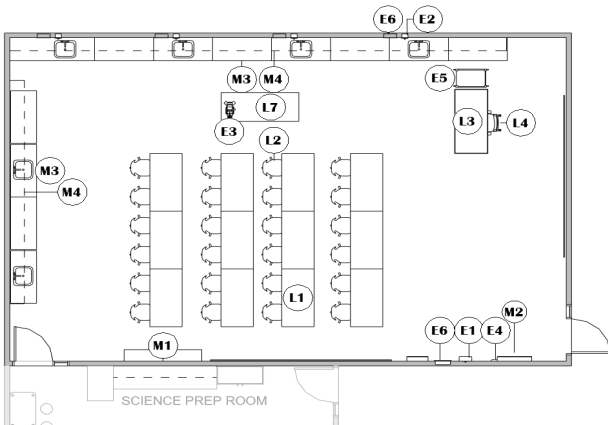 E6 E2
M3 M4 E5
L7 L3 L4
E3
L2
M3
M4
L1
M2
E6 E1 E4
M1
SCIENCE PREP ROOM